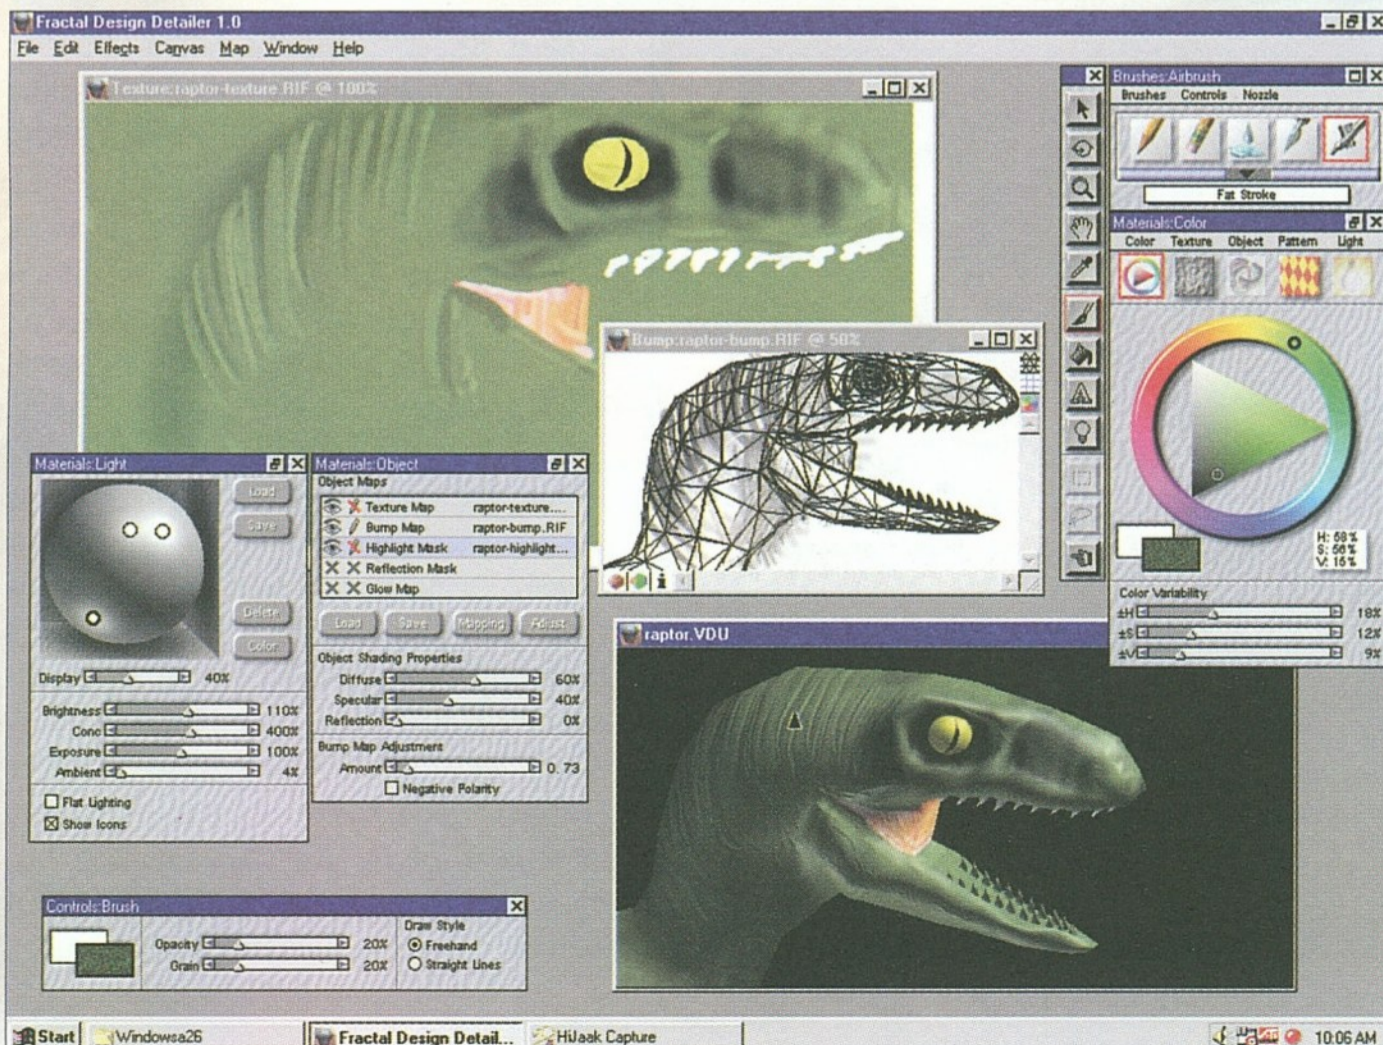 Fractal Design Detailer 1.0
File Edit Effects Canvas Map Window Help
Texture:raptor-texture.RIF @ 100%
Brushes:Airbrush
Brushes Controls Nozzle
Fat Stroke
Materials:Color
Color Texture Object Pattern Light
H: 58%
S: 56%
V: 15%
Color Variability
±H 18%
±S 12%
±V 9%
Bump:raptor-bump.RIF @ 50%
Materials:Light
Load
Save
Delete
Color
Display 40%
Brightness 110%
Conc 400%
Exposure 100%
Ambient 4%
Flat Lighting
Show Icons
Materials:Object
Object Maps
Texture Map raptor-texture....
Bump Map raptor-bump.RIF
Highlight Mask raptor-highlight...
Reflection Mask
Glow Map
Load Save Mapping Adjust
Object Shading Properties
Diffuse 60%
Specular 40%
Reflection 0%
Bump Map Adjustment
Amount 0.73
Negative Polarity
raptor.VDU
Controls:Brush
Opacity 20%
Grain 20%
Draw Style
Freehand
Straight Lines
Start Windowsa26 Fractal Design Detail... HiJaak Capture 10:06 AM